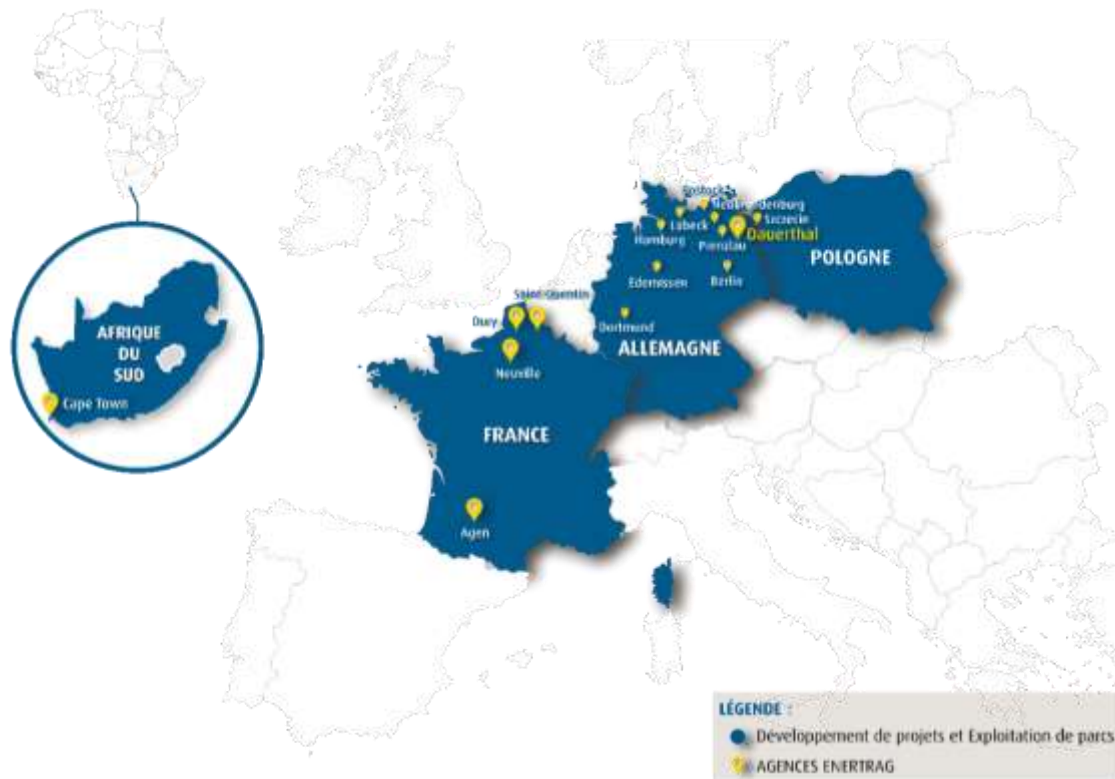 Rostock
Neubrandenburg
Lübeck
Szczecin
Hamburg
Prenzlau
Dauerthal
POLOGNE
Edemissen
Berlin
Saint-Quentin
Dury
Dortmund
ALLEMAGNE
AFRIQUE
DU
SUD
Neuville
Cape Town
FRANCE
Agen
LÉGENDE :
Développement de projets et Exploitation de parcs
AGENCES ENERTRAG